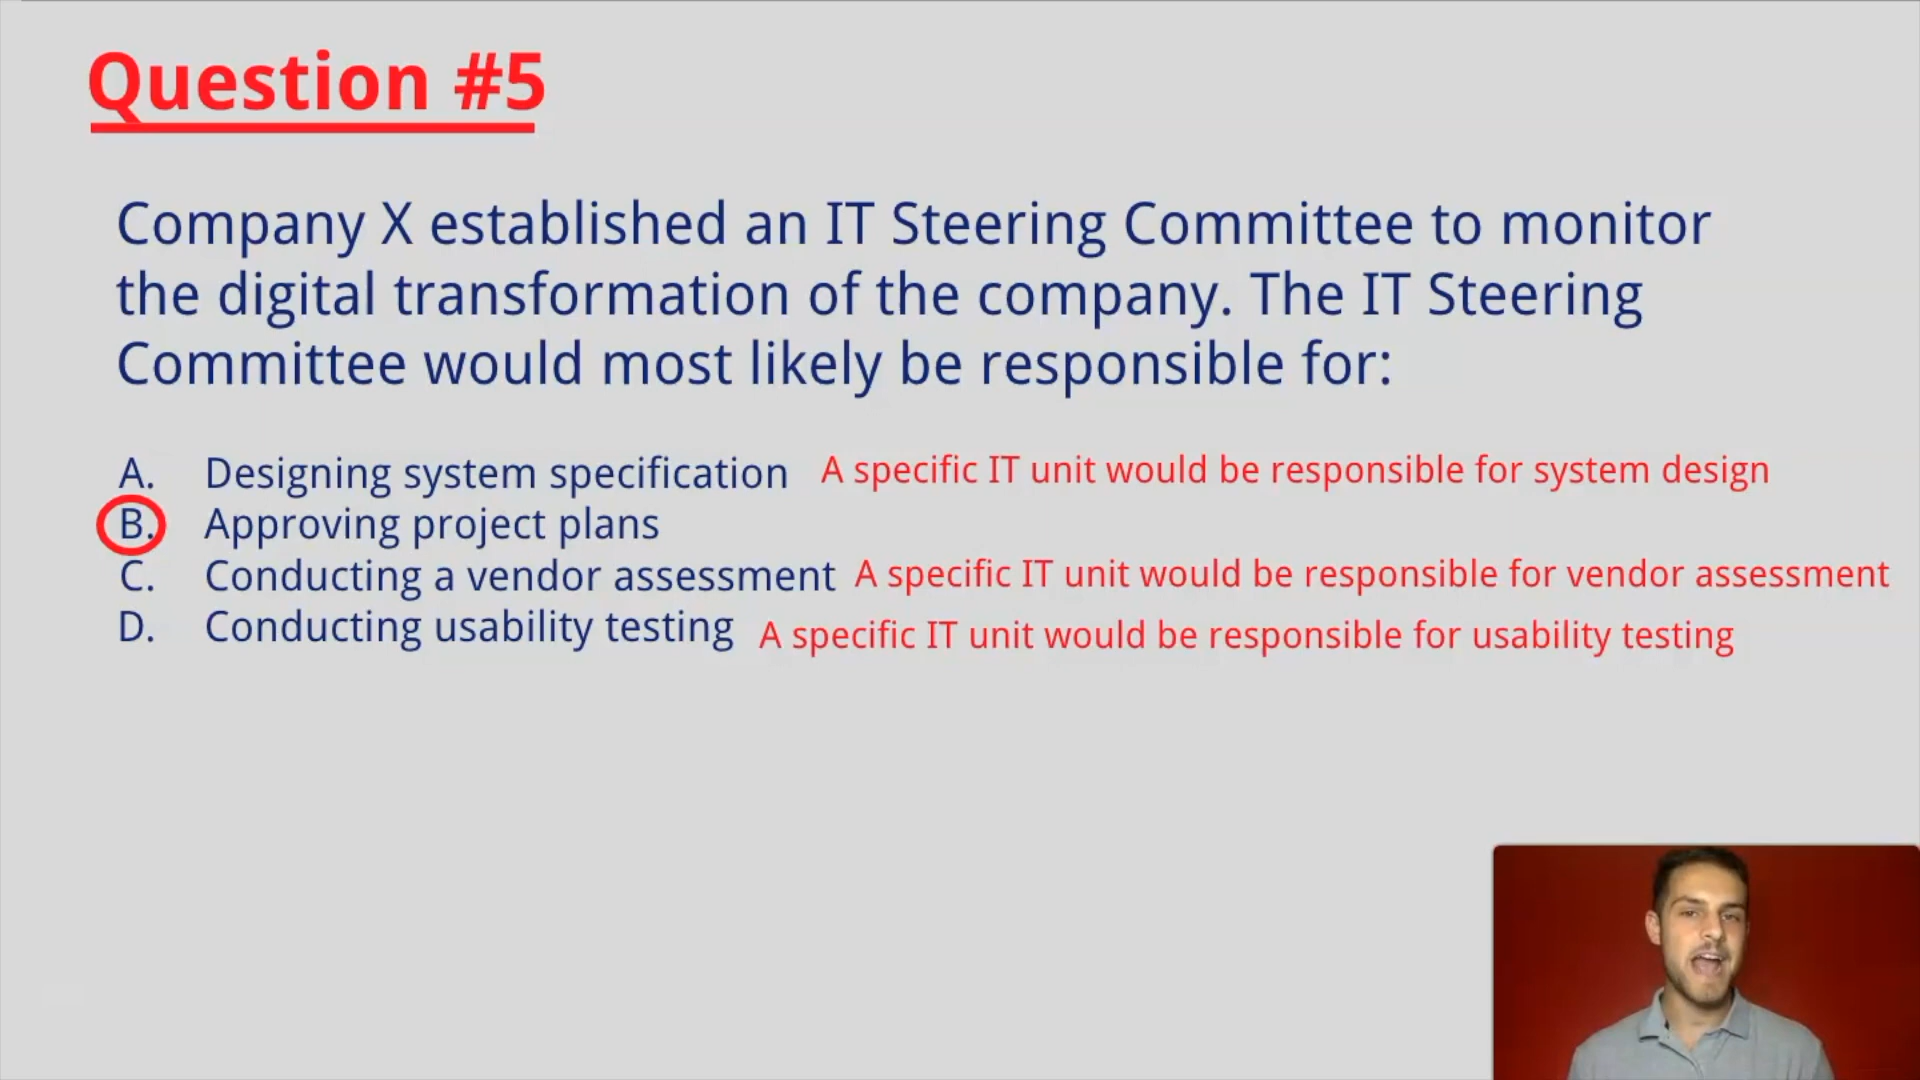 Question #5
Company X established an IT Steering Committee to monitor
the digital transformation of the company. The IT Steering
Committee would most likely be responsible for:
A. Designing system specification A specific IT unit would be responsible for system design
B. Approving project plans
C. Conducting a vendor assessment A specific IT unit would be responsible for vendor assessment
D. Conducting usability testing A specific IT unit would be responsible for usability testing